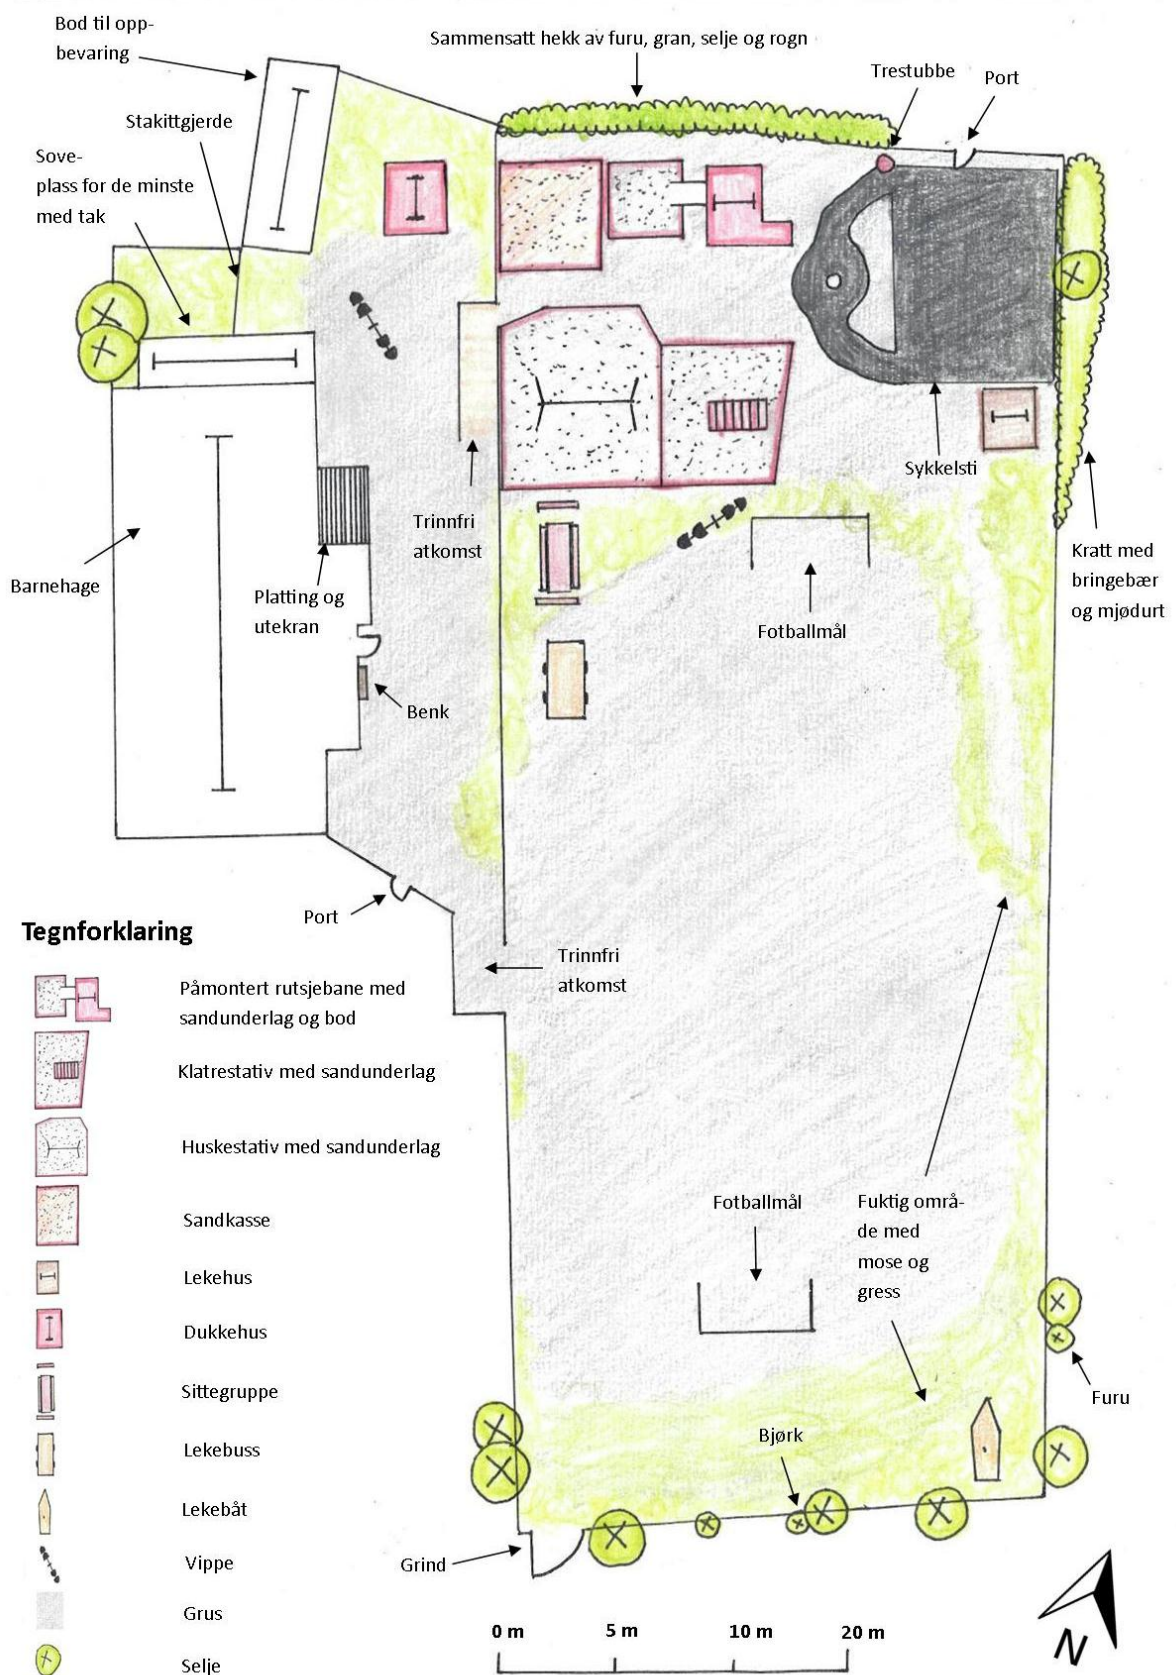 Bod til opp-
bevaring
Sammensatt hekk av furu, gran, selje og rogn
Trestubbe
Port
Stakittgjerde
Sove-
plass for de minste
med tak
Sykkelsti
Trinnfri
atkomst
Kratt med
bringebær
og mjødurt
Barnehage
Platting og
utekran
Fotballmål
Benk
Port
Trinnfri
atkomst
Tegnforklaring
Påmontert rutsjebane med
sandunderlag og bod
Klatrestativ med sandunderlag
Huskestativ med sandunderlag
Sandkasse
Lekehus
Dukkehus
Sittegruppe
Lekebuss
Lekebåt
Vippe
Grus
Selje
Fotballmål
Fuktig områ-
de med
mose og
gress
Furu
Bjørk
Grind
N
0 m 5 m 10 m 20 m